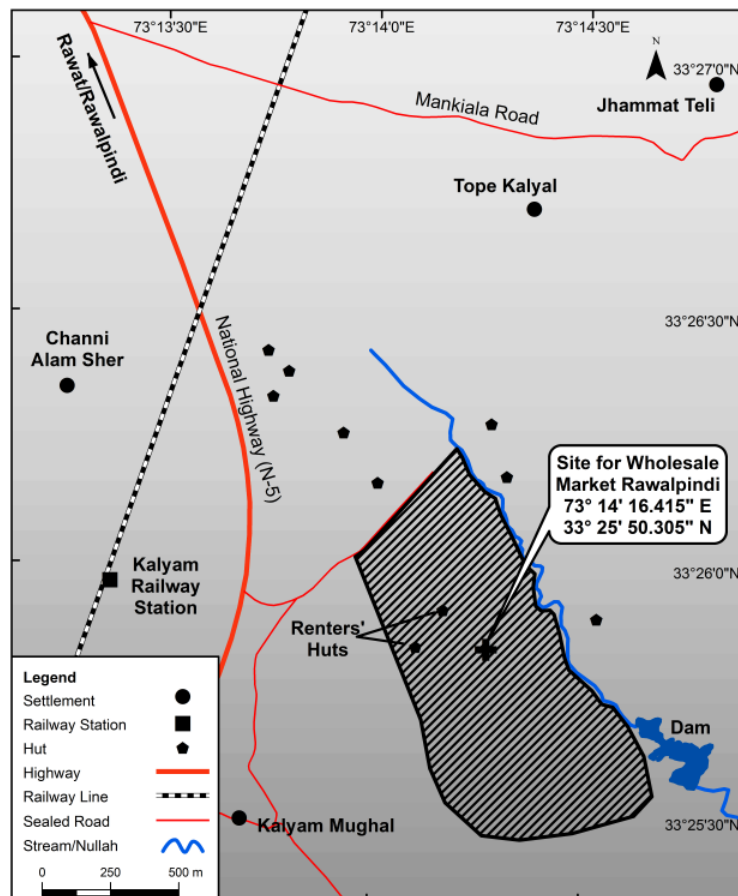 73°13'30"E
73°14'0"E
73°14'30"E
N
33°27'0"N
Rawat/Rawalpindi
Mankiala Road
Jhammat Teli
Tope Kalyal
33°26'30"N
National Highway (N-5)
Channi
Alam Sher
Site for Wholesale
Market Rawalpindi
73° 14' 16.415" E
33° 25' 50.305" N
33°26'0"N
Kalyam
Railway
Station
Renters'
Huts
Dam
Kalyam Mughal
33°25'30"N
Legend
Settlement
Railway Station
Hut
Highway
Railway Line
Sealed Road
Stream/Nullah
0 250 500 m